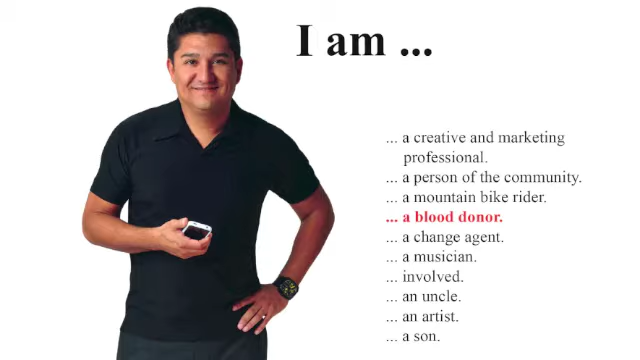 I am ...
... a creative and marketing
professional.
... a person of the community.
... a mountain bike rider.
... a blood donor.
... a change agent.
... a musician.
... involved.
... an uncle.
... an artist.
... a son.